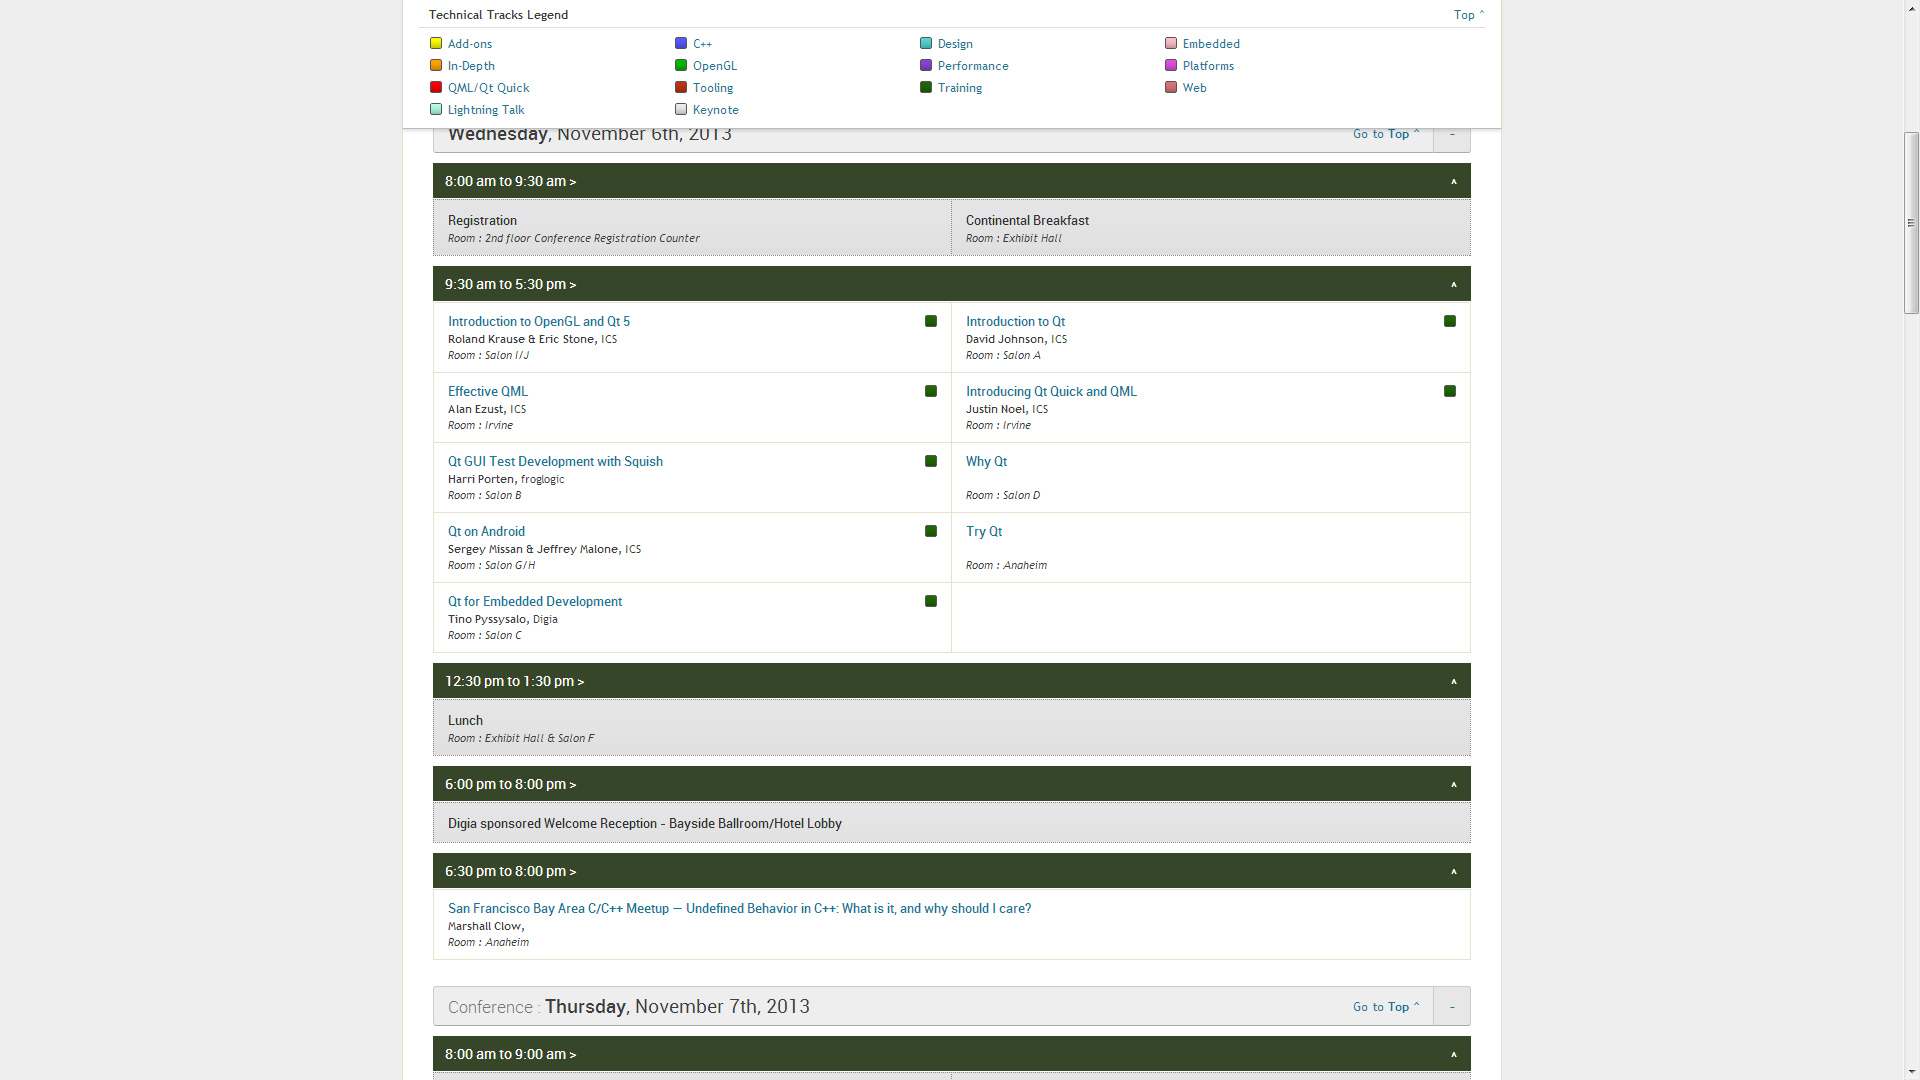 Technical Tracks Legend
Top ^
Add-ons
C++
Design
Embedded
In-Depth
OpenGL
Performance
Platforms
QML/Qt Quick
Tooling
Training
Web
Lightning Talk
Keynote
Wednesday, November 6th, 2013
Go to Top ^
-
8:00 am to 9:30 am >
^
Registration
Room : 2nd floor Conference Registration Counter
Continental Breakfast
Room : Exhibit Hall
9:30 am to 5:30 pm >
^
Introduction to OpenGL and Qt 5
Roland Krause & Eric Stone, ICS
Room : Salon I/J
Introduction to Qt
David Johnson, ICS
Room : Salon A
Effective QML
Alan Ezust, ICS
Room : Irvine
Introducing Qt Quick and QML
Justin Noel, ICS
Room : Irvine
Qt GUI Test Development with Squish
Harri Porten, froglogic
Room : Salon B
Why Qt
Room : Salon D
Qt on Android
Sergey Missan & Jeffrey Malone, ICS
Room : Salon G/H
Try Qt
Room : Anaheim
Qt for Embedded Development
Tino Pyssysalo, Digia
Room : Salon C
12:30 pm to 1:30 pm >
^
Lunch
Room : Exhibit Hall & Salon F
6:00 pm to 8:00 pm >
^
Digia sponsored Welcome Reception - Bayside Ballroom/Hotel Lobby
6:30 pm to 8:00 pm >
^
San Francisco Bay Area C/C++ Meetup — Undefined Behavior in C++: What is it, and why should I care?
Marshall Clow,
Room : Anaheim
Conference : Thursday, November 7th, 2013
Go to Top ^
-
8:00 am to 9:00 am >
^